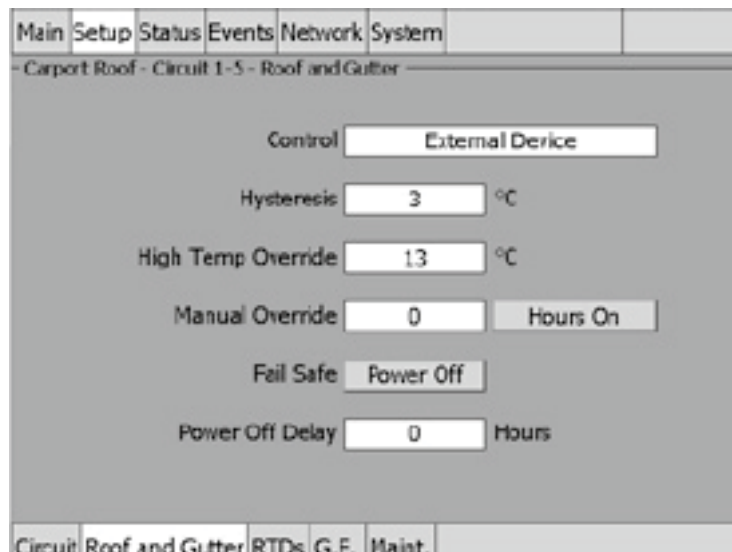 Main Setup Status Events Network System
Carport Roof - Circuit 1-5 - Roof and Gutter
Control External Device
Hysteresis 3 °C
High Temp Override 13 °C
Manual Override 0 Hours On
Fail Safe Power Off
Power Off Delay 0 Hours
Circuit Roof and Gutter RTDs G.F. Maint.